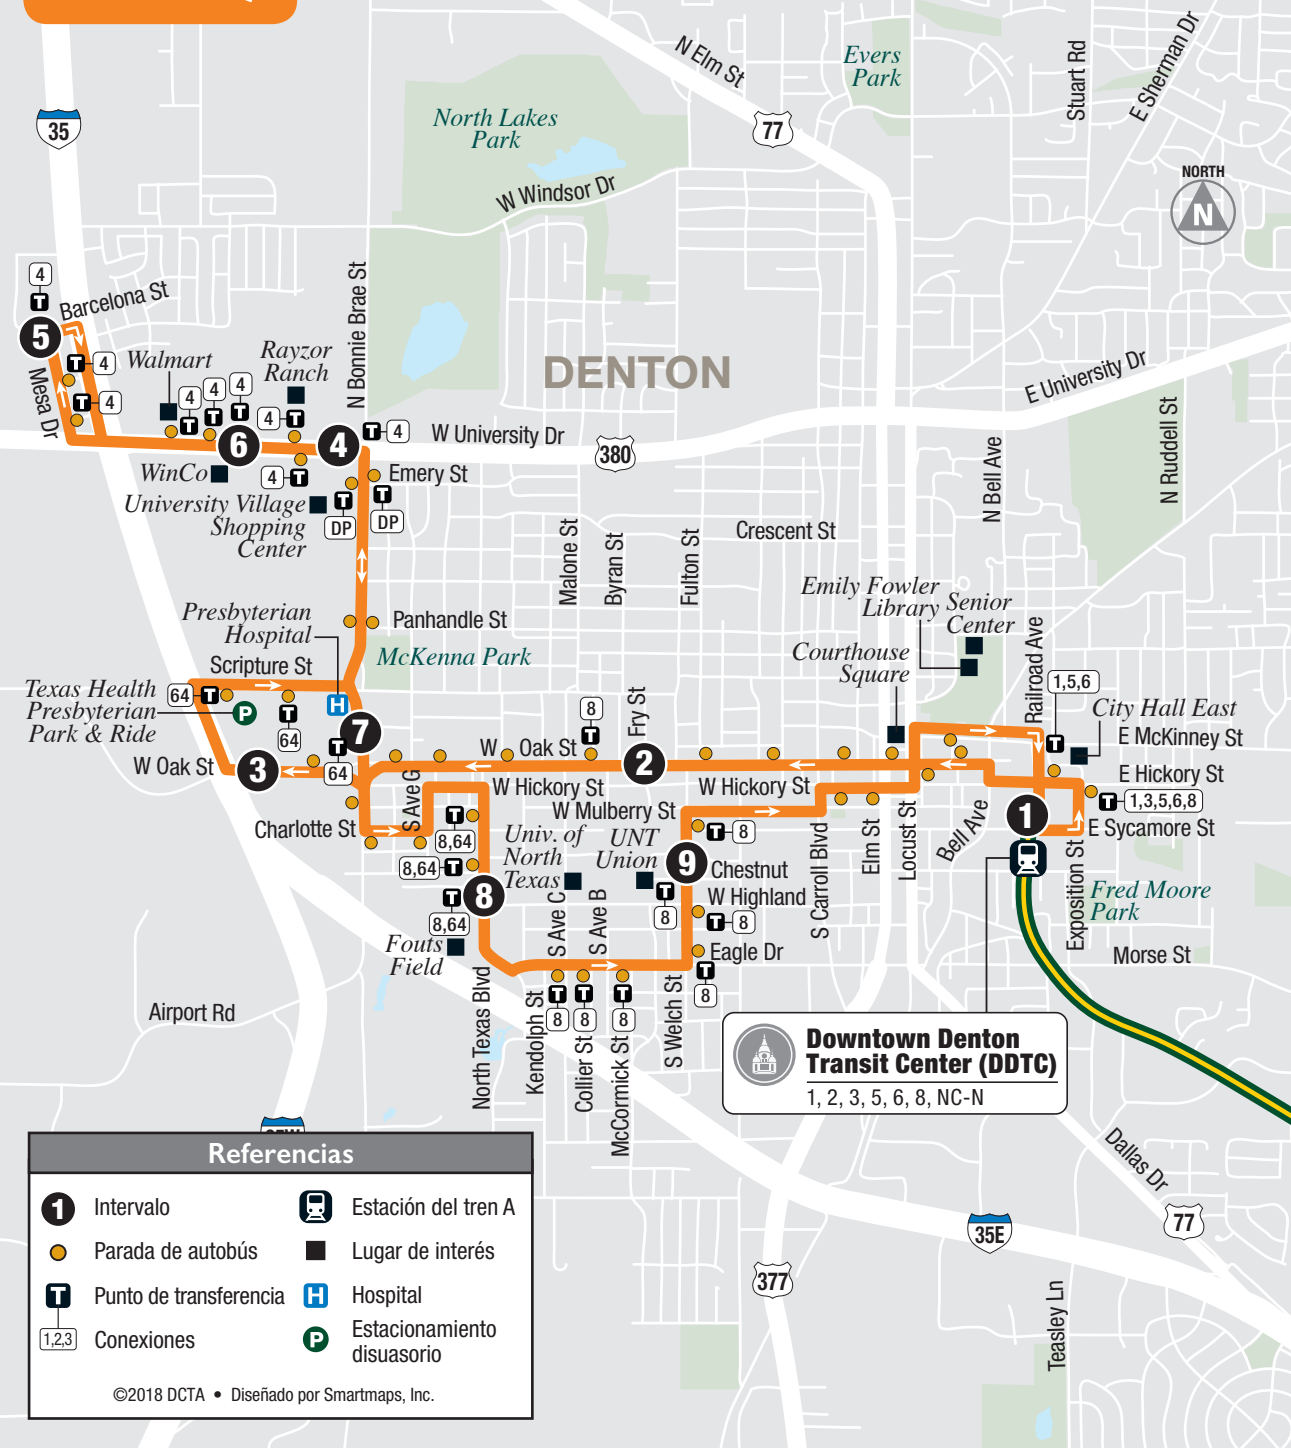 N Elm St
Evers
Park
Stuart Rd
E Sherman Dr
35
North Lakes
Park
77
W Windsor Dr
NORTH
N
4
T
Barcelona St
5
N Bonnie Brae St
Rayzor
Ranch
Walmart
DENTON
E University Dr
T
4
T
4
Mesa Dr
4
4
4
4
T
T
T
T
6
4
T
4
W University Dr
380
N Bell Ave
N Ruddell St
WinCo
4
T
Emery St
University Village
Shopping
Center
T
DP
T
DP
Malone St
Byran St
Fulton St
Crescent St
Emily Fowler
Library
Senior
Center
Presbyterian
Hospital
Panhandle St
McKenna Park
Courthouse
Square
Railroad Ave
Scripture St
Texas Health
Presbyterian
Park & Ride
64
T
P
T
64
H
7
T
64
8
T
Fry St
1,5,6
T
City Hall East
E McKinney St
W Oak St
3
W Oak St
2
E Hickory St
T
1,3,5,6,8
W Hickory St
W Hickory St
S Ave G
W Mulberry St
Charlotte St
1
E Sycamore St
Bell Ave
T
8,64
8,64
T
T
8,64
8
Univ. of
North
Texas
UNT
Union
T
8
9
Chestnut
T
8
W Highland
T
8
S Carroll Blvd
Elm St
Locust St
Exposition St
Fred Moore
Park
Fouts
Field
S Ave C
S Ave B
Eagle Dr
T
8
Morse St
Airport Rd
North Texas Blvd
Kendolph St
T
8
T
8
T
8
Collier St
McCormick St
S Welch St
Downtown Denton
Transit Center (DDTC)
1, 2, 3, 5, 6, 8, NC-N
Dallas Dr
77
35E
377
Teasley Ln
Referencias
1
Intervalo
Estación del tren A
Parada de autobús
Lugar de interés
T
Punto de transferencia
H
Hospital
1,2,3
Conexiones
P
Estacionamiento
disuasorio
©2018 DCTA • Diseñado por Smartmaps, Inc.